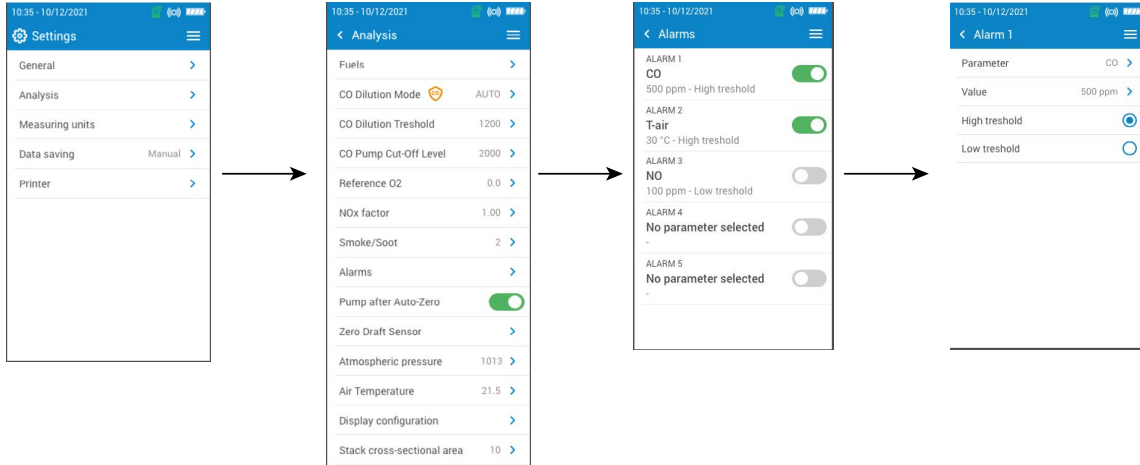 10:35 - 10/12/2021
Settings
General
Analysis
Measuring units
Data saving Manual
Printer
10:35 - 10/12/2021
Analysis
Fuels
CO Dilution Mode CO AUTO
CO Dilution Treshold 1200
CO Pump Cut-Off Level 2000
Reference O2 0.0
NOx factor 1.00
Smoke/Soot 2
Alarms
Pump after Auto-Zero
Zero Draft Sensor
Atmospheric pressure 1013
Air Temperature 21.5
Display configuration
Stack cross-sectional area 10
10:35 - 10/12/2021
Alarms
ALARM 1
CO
500 ppm - High treshold
ALARM 2
T-air
30 °C - High treshold
ALARM 3
NO
100 ppm - Low treshold
ALARM 4
No parameter selected
-
ALARM 5
No parameter selected
-
10:35 - 10/12/2021
Alarm 1
Parameter CO
Value 500 ppm
High treshold
Low treshold